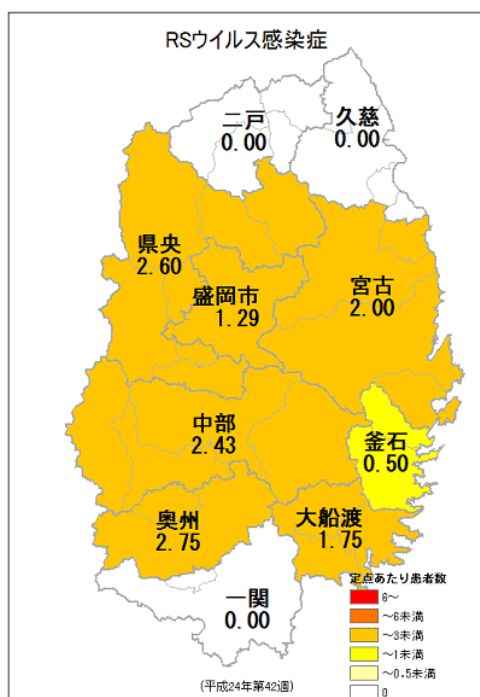 RSウイルス感染症
二戸
0.00
久慈
0.00
県央
2.60
盛岡市
1.29
宮古
2.00
中部
2.43
釜石
0.50
奥州
2.75
大船渡
1.75
一関
0.00
定点あたり患者数
6～
～6未満
～3未満
～1未満
～0.5未満
0
(平成24年第42週)